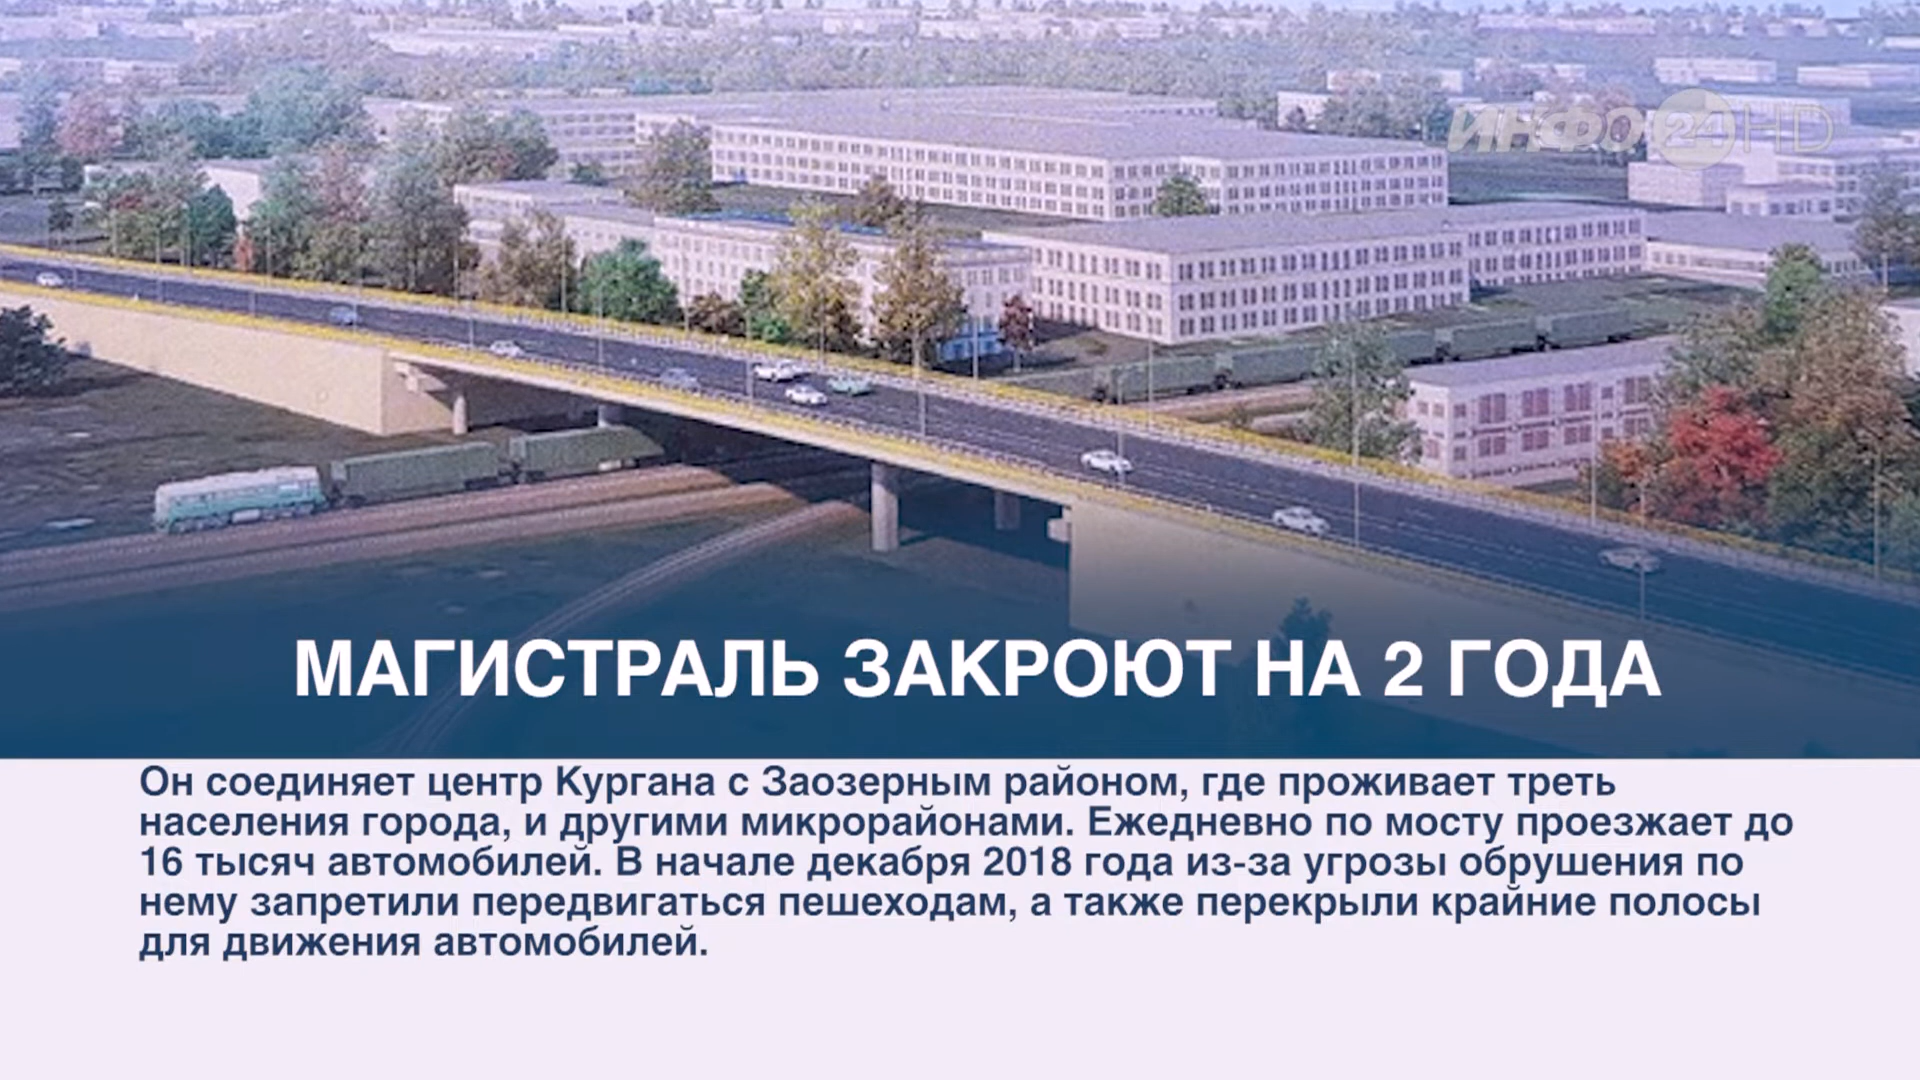 ИНФО 24 HD
МАГИСТРАЛЬ ЗАКРОЮТ НА 2 ГОДА
Он соединяет центр Кургана с Заозерным районом, где проживает треть
населения города, и другими микрорайонами. Ежедневно по мосту проезжает до
16 тысяч автомобилей. В начале декабря 2018 года из-за угрозы обрушения по
нему запретили передвигаться пешеходам, а также перекрыли крайние полосы
для движения автомобилей.